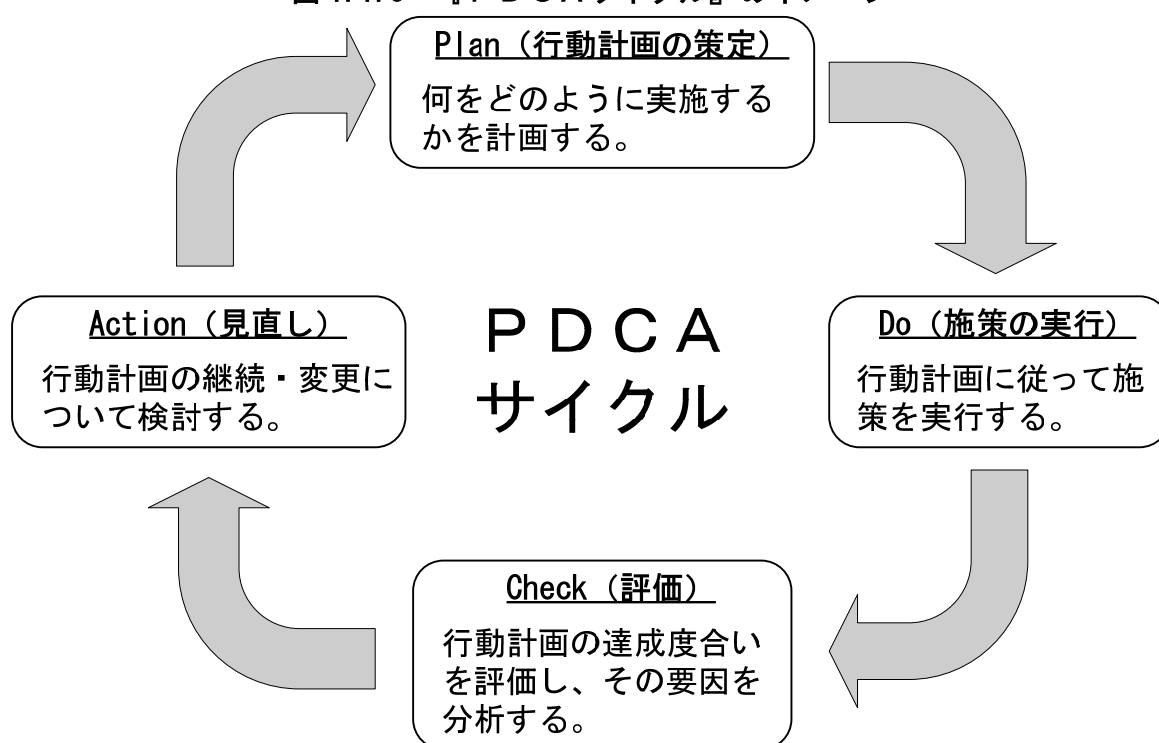 Plan（行動計画の策定）
何をどのように実施する
かを計画する。
Action（見直し）
行動計画の継続・変更に
ついて検討する。
ＰＤＣＡ
サイクル
Do（施策の実行）
行動計画に従って施
策を実行する。
Check（評価）
行動計画の達成度合い
を評価し、その要因を
分析する。